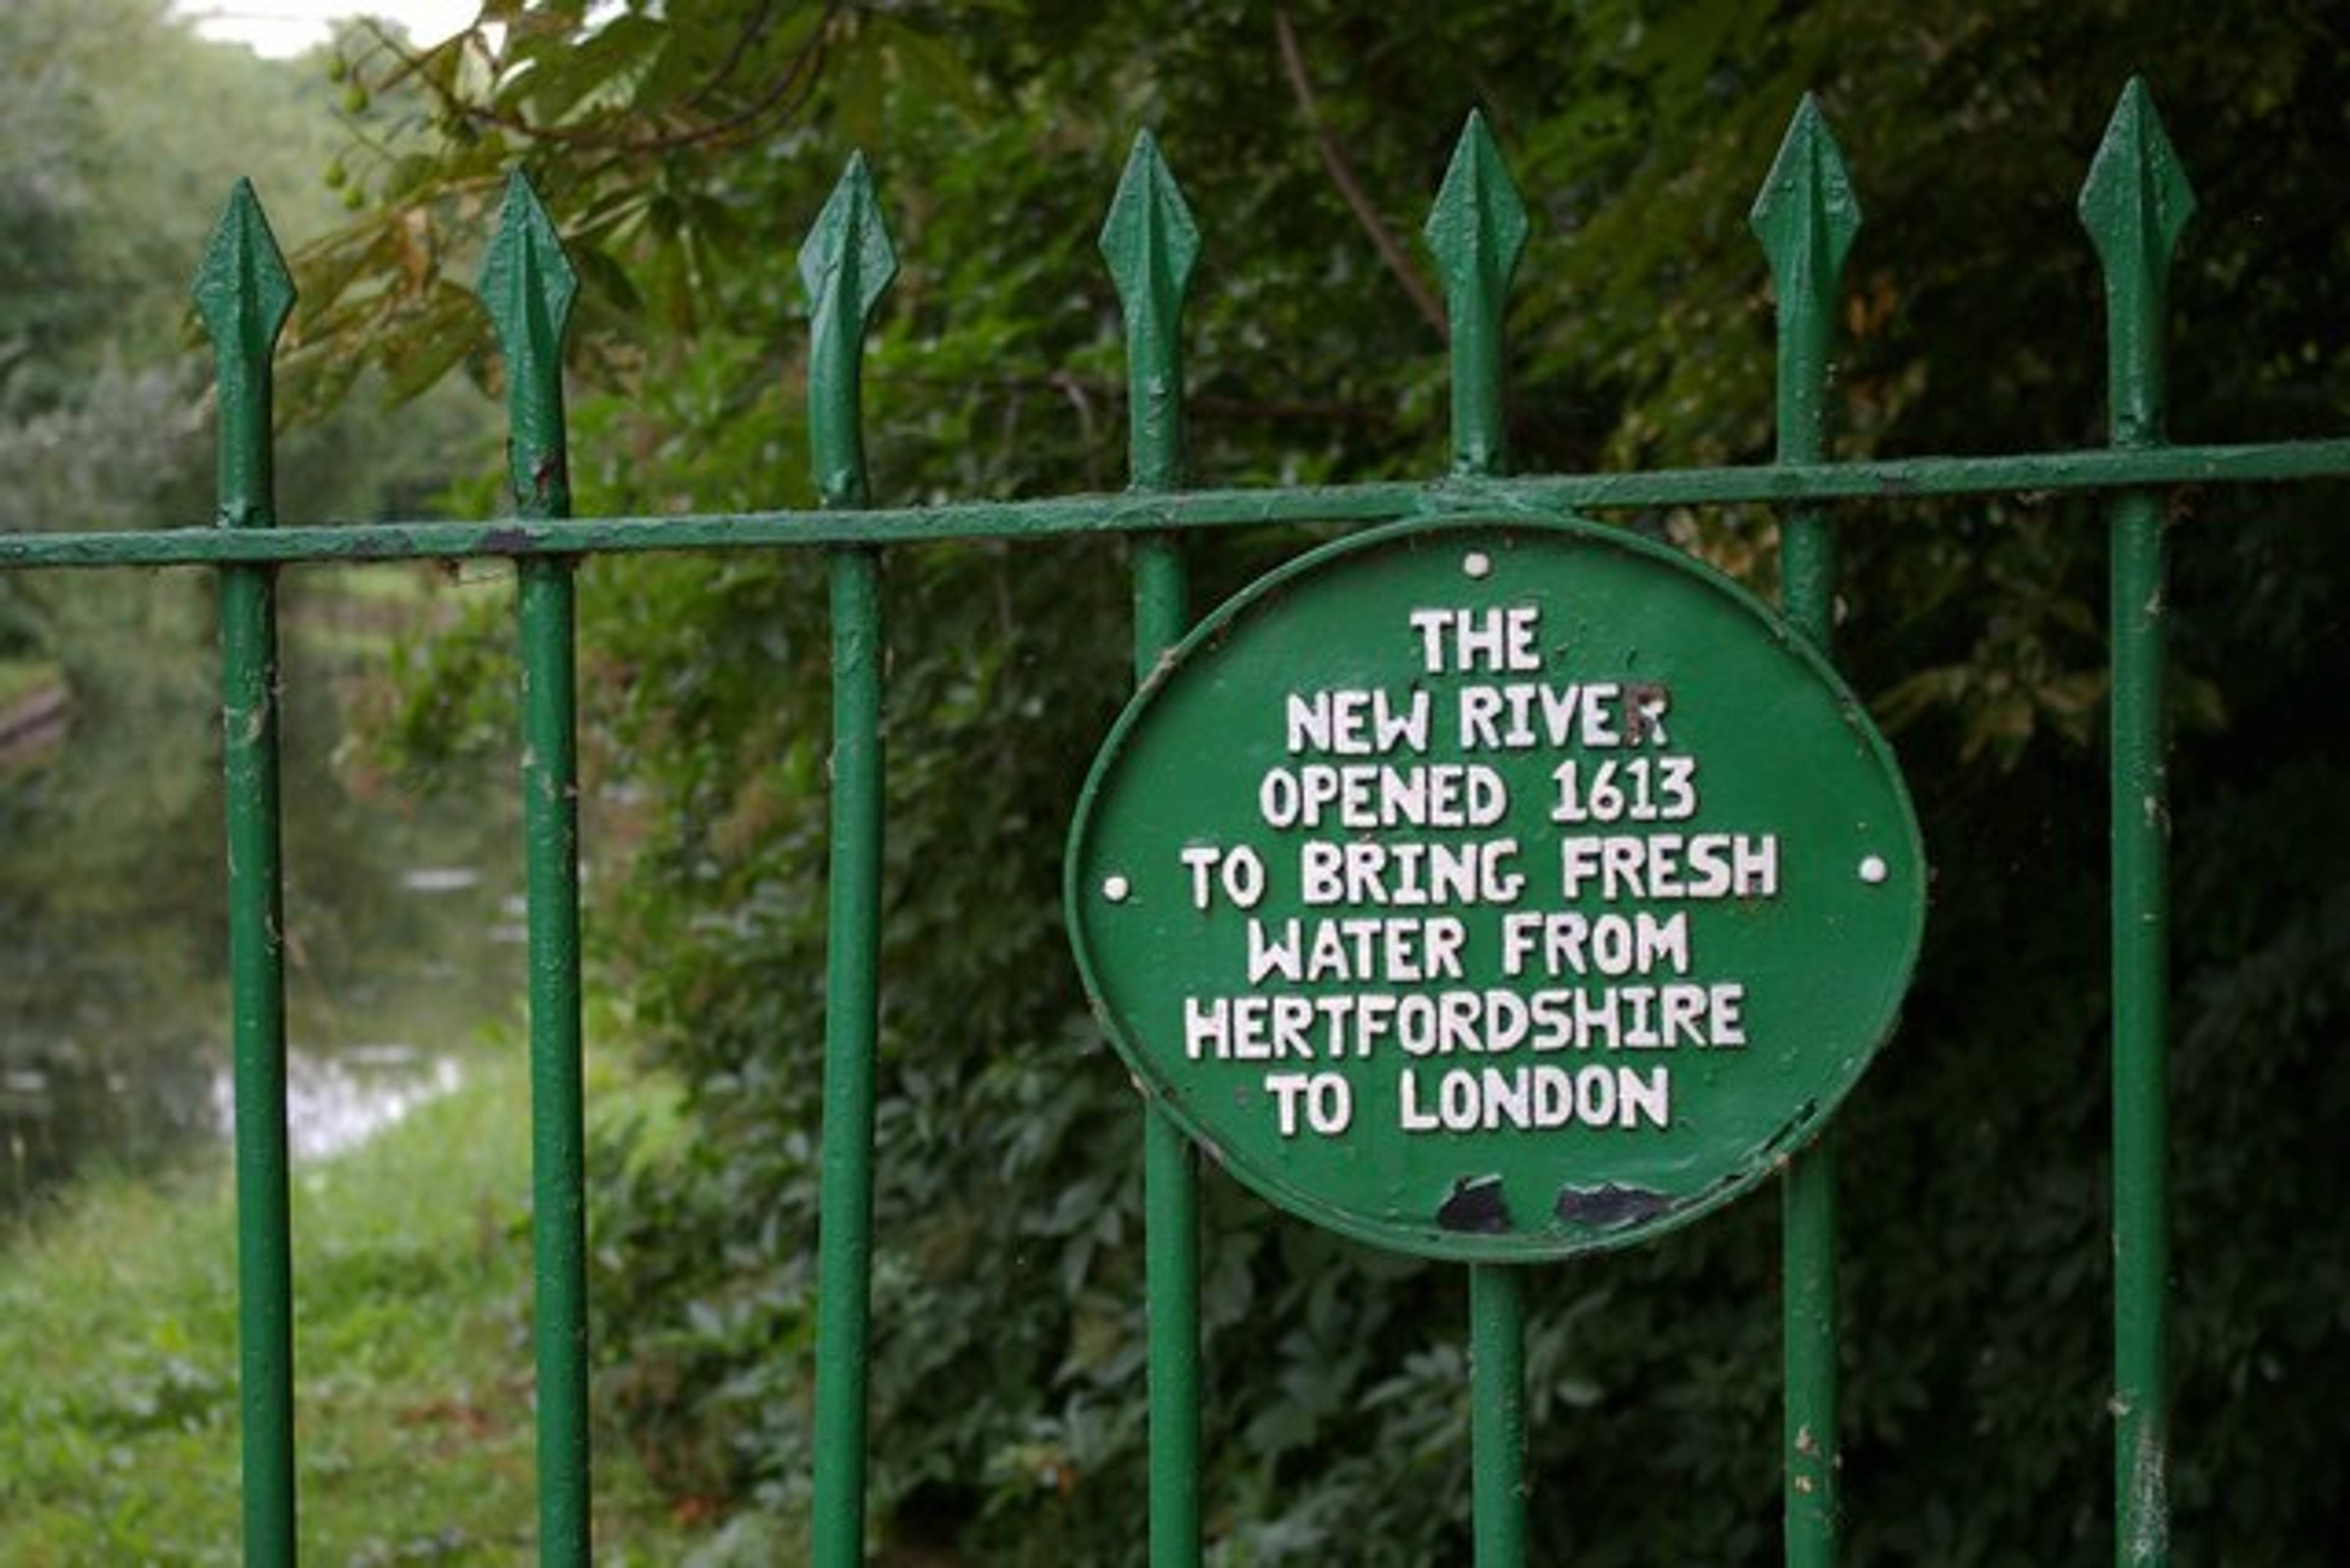 THE
NEW RIVER
OPENED 1613
TO BRING FRESH
WATER FROM
HERTFORDSHIRE
TO LONDON